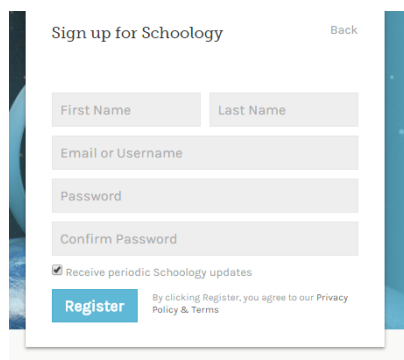 Sign up for Schoology
Back
First Name
Last Name
Email or Username
Password
Confirm Password
Receive periodic Schoology updates
Register
By clicking Register, you agree to our Privacy
Policy & Terms